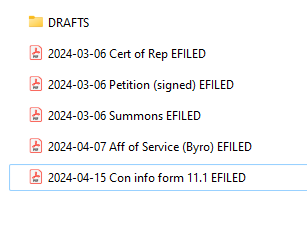 DRAFTS
2024-03-06 Cert of Rep EFILED
2024-03-06 Petition (signed) EFILED
2024-03-06 Summons EFILED
2024-04-07 Aff of Service (Byro) EFILED
2024-04-15 Con info form 11.1 EFILED